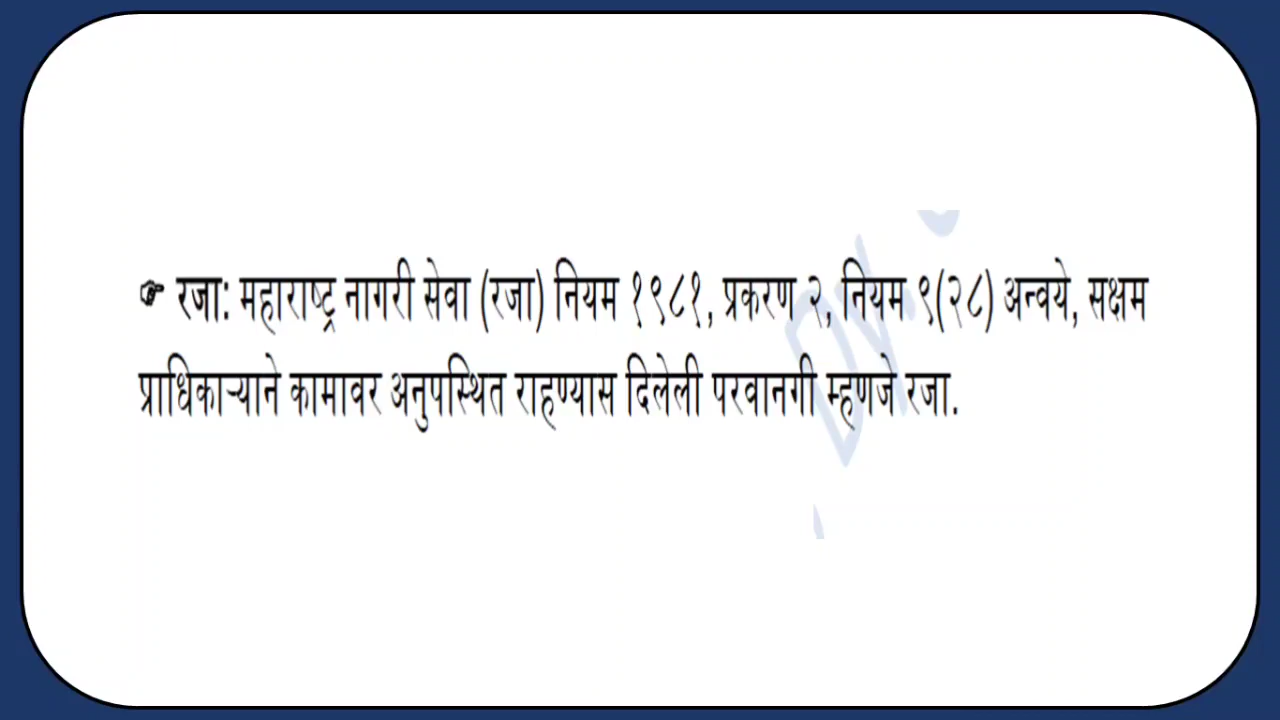 ☞ रजा: महाराष्ट्र नागरी सेवा (रजा) नियम १९८१, प्रकरण २, नियम ९(२८) अन्वये, सक्षम
प्राधिकाऱ्याने कामावर अनुपस्थित राहण्यास दिलेली परवानगी म्हणजे रजा.
Dr.